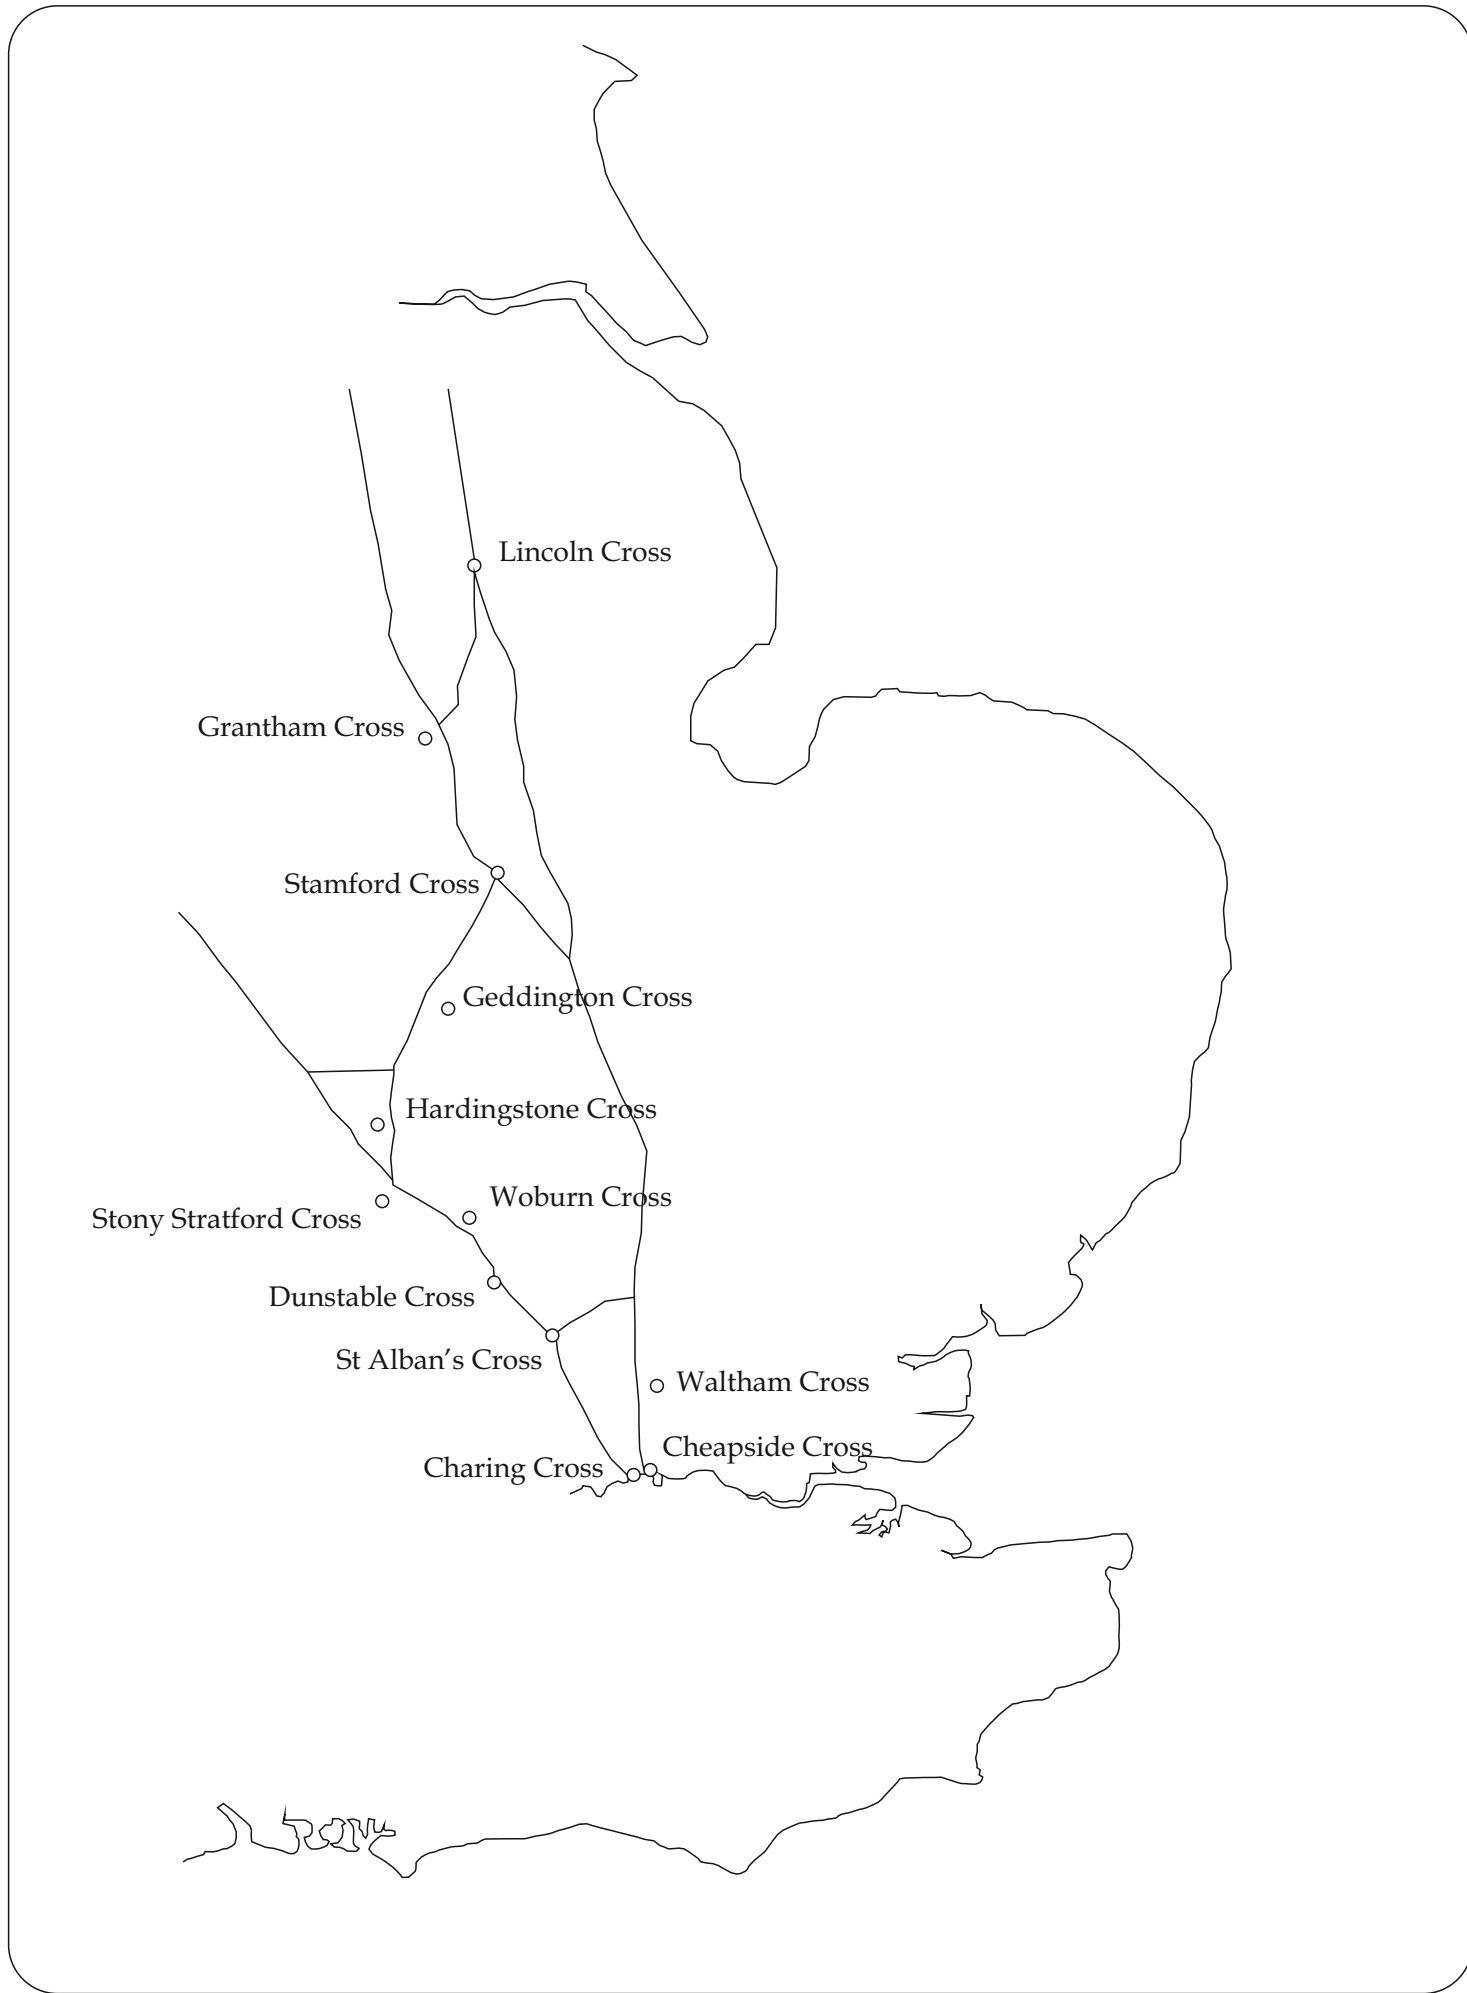 Lincoln Cross
Grantham Cross
Stamford Cross
Geddington Cross
Hardingstone Cross
Woburn Cross
Stony Stratford Cross
Dunstable Cross
St Alban’s Cross
Waltham Cross
Cheapside Cross
Charing Cross